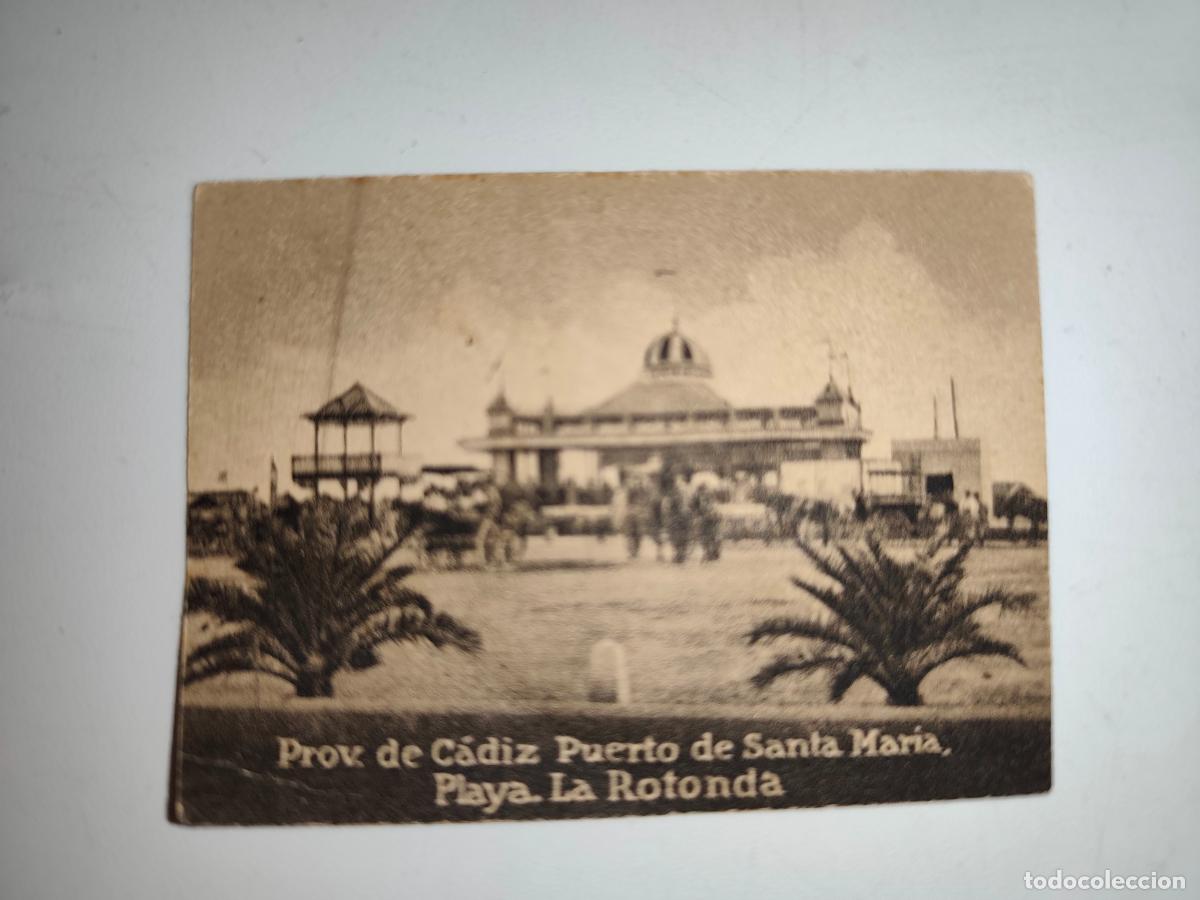 Prov. de Cádiz Puerto de Santa María,
Playa. La Rotonda
todocoleccion